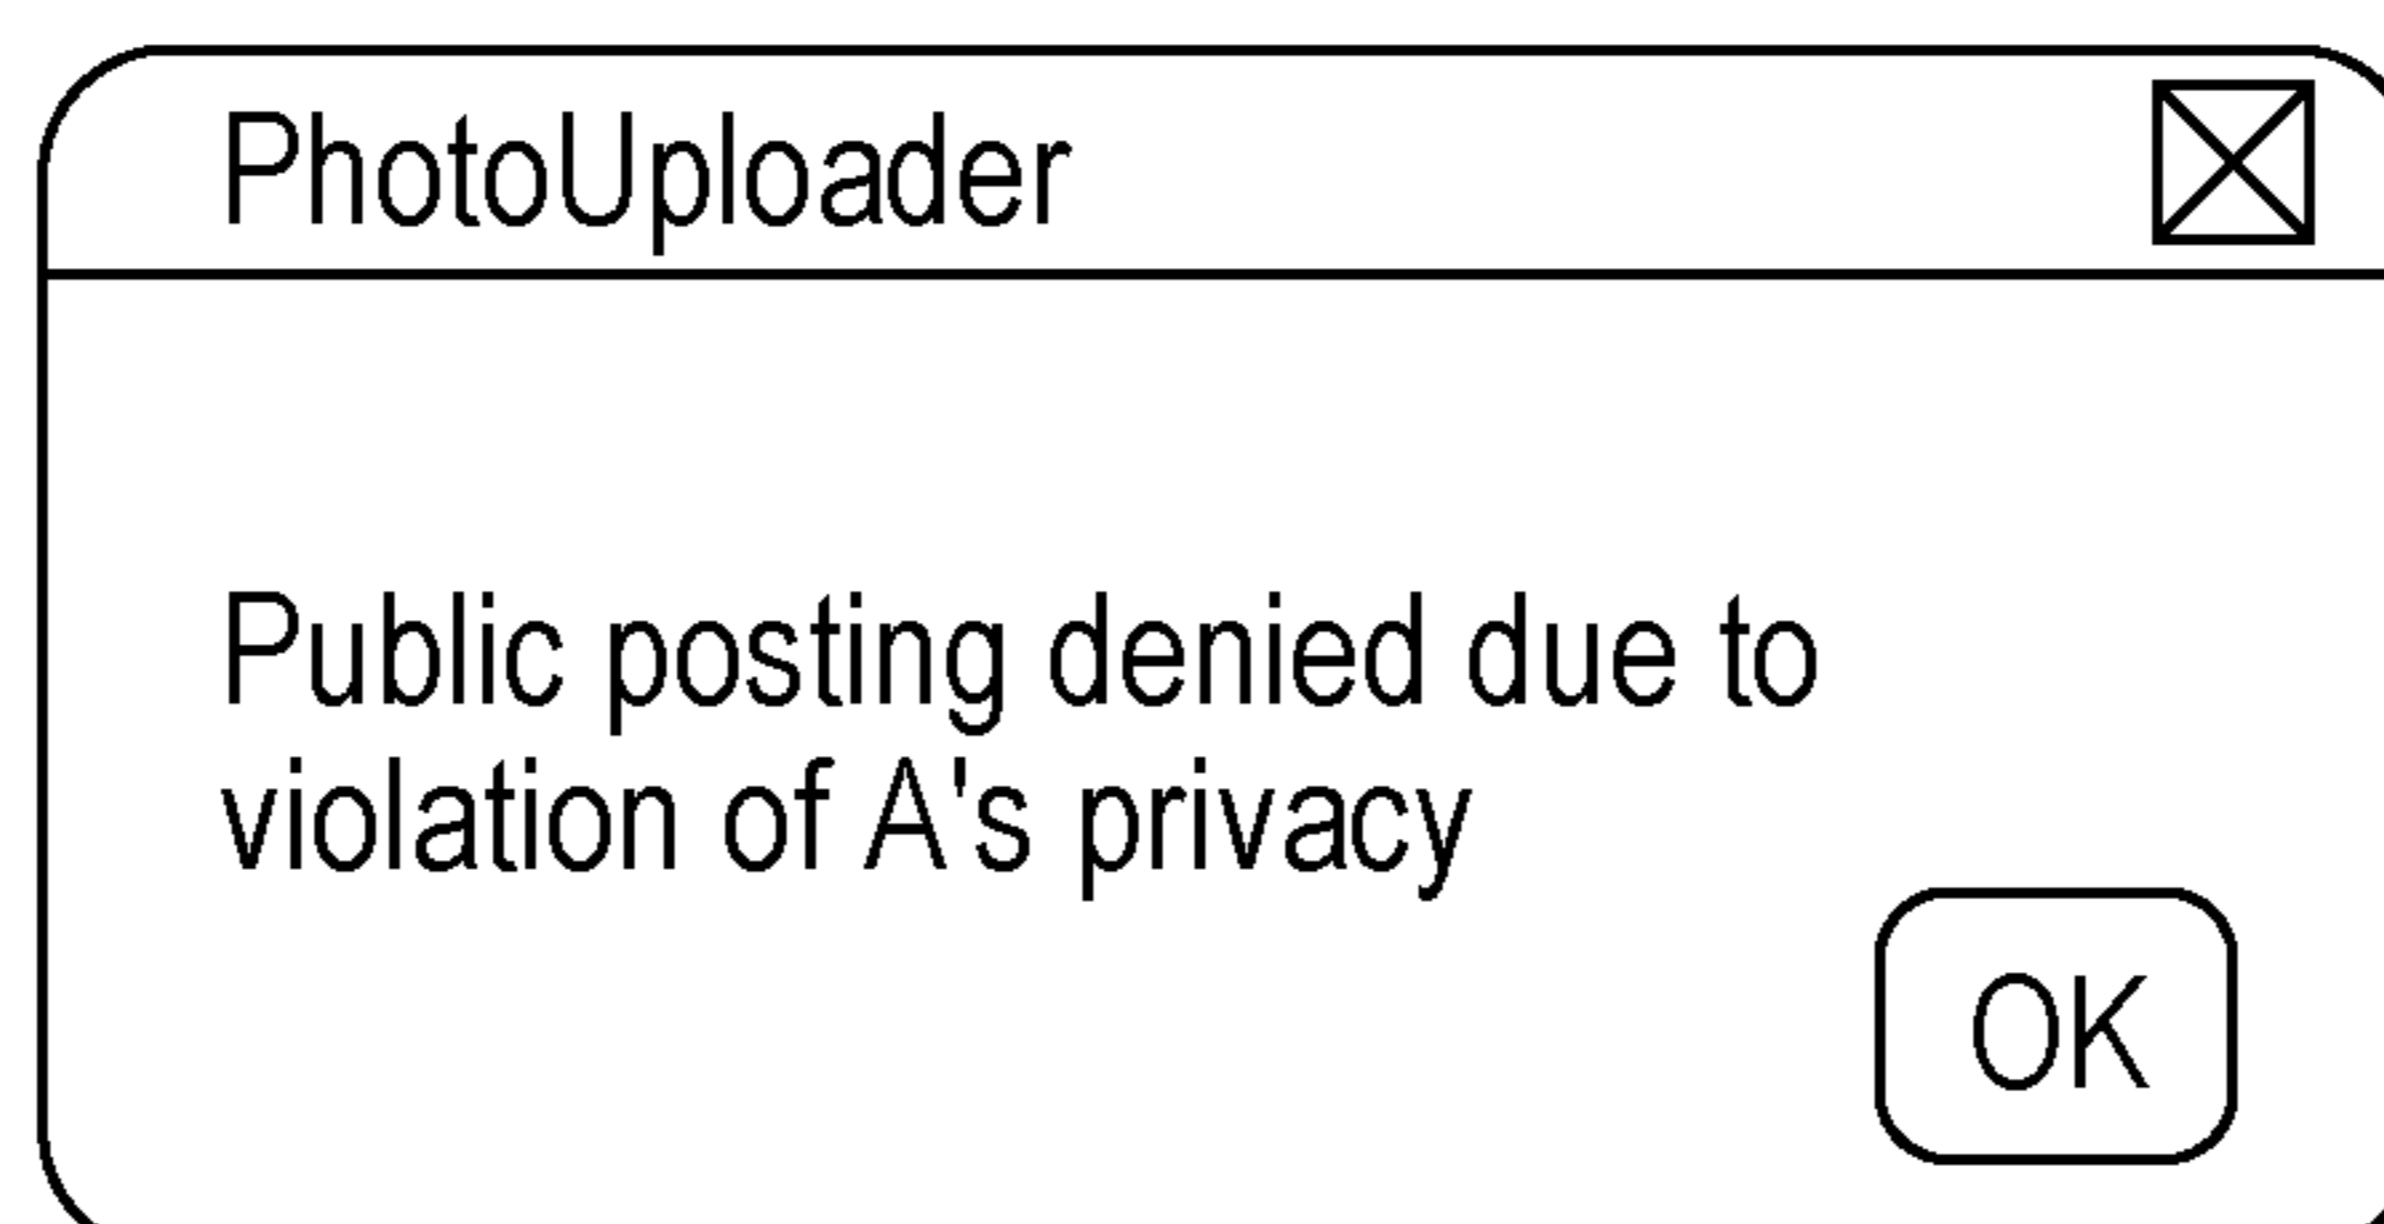 PhotoUploader
Public posting denied due to
violation of A's privacy
OK